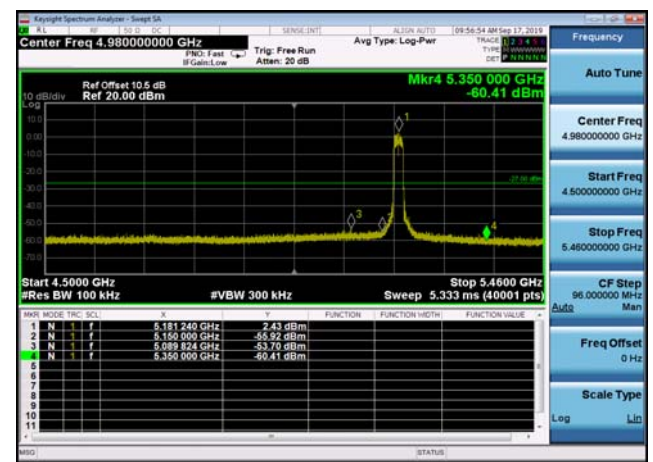 Keysight Spectrum Analyzer - Swept SA
RL RF 50 Ω DC SENSE:INT ALIGN AUTO 09:56:54 AM Sep 17, 2019
Center Freq 4.980000000 GHz
PNO: Fast
IFGain:Low
Trig: Free Run
Atten: 20 dB
Avg Type: Log-Pwr
TRACE 1 2 3 4 5 6
TYPE
DET P N N N N N
Ref Offset 10.5 dB
10 dB/div Ref 20.00 dBm
Log
Mkr4 5.350 000 GHz
-60.41 dBm
10.0
0.00
-10.0
-20.0
-30.0
-40.0
-50.0
-60.0
-70.0
-27.00 dBm
1
3
2
4
Start 4.5000 GHz
Stop 5.4600 GHz
#Res BW 100 kHz
#VBW 300 kHz
Sweep 5.333 ms (40001 pts)
MKR MODE TRC SCL X Y FUNCTION FUNCTION WIDTH FUNCTION VALUE
1 N 1 f 5.181 240 GHz 2.43 dBm
2 N 1 f 5.150 000 GHz -55.92 dBm
3 N 1 f 5.089 824 GHz -53.70 dBm
4 N 1 f 5.350 000 GHz -60.41 dBm
5
6
7
8
9
10
11
MSG
STATUS
Frequency
Auto Tune
Center Freq
4.980000000 GHz
Start Freq
4.500000000 GHz
Stop Freq
5.460000000 GHz
CF Step
96.000000 MHz
Auto Man
Freq Offset
0 Hz
Scale Type
Log Lin